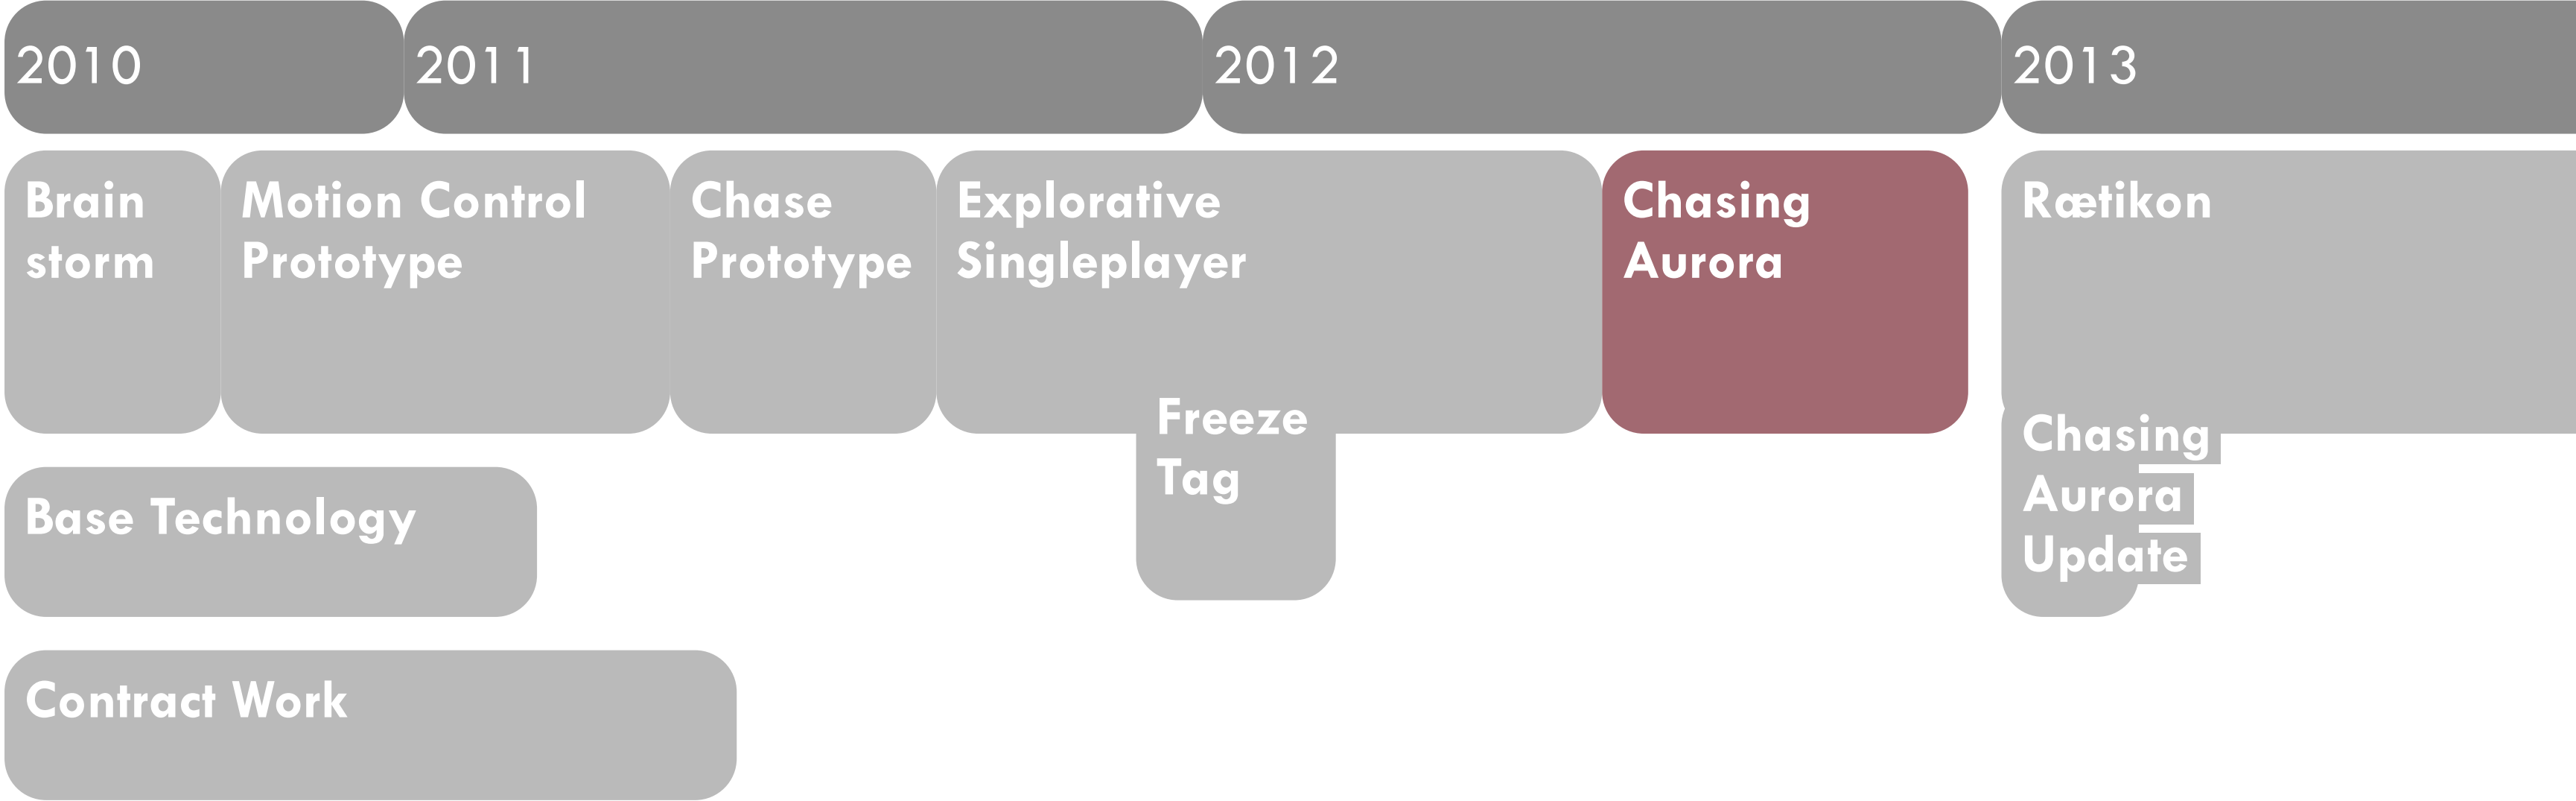 2010
2011
2012
2013
Brain
storm
Motion Control
Prototype
Chase
Prototype
Explorative
Singleplayer
Chasing
Aurora
Rætikon
Freeze
Tag
Chasing
Aurora
Update
Base Technology
Contract Work